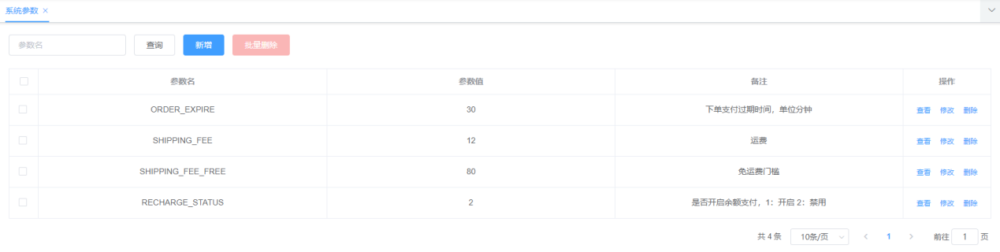 系统参数 ×
参数名 查询 新增 批量删除
参数名 参数值 备注 操作
ORDER_EXPIRE 30 下单支付过期时间，单位分钟 查看 修改 删除
SHIPPING_FEE 12 运费 查看 修改 删除
SHIPPING_FEE_FREE 80 免运费门槛 查看 修改 删除
RECHARGE_STATUS 2 是否开启余额支付，1：开启 2：禁用 查看 修改 删除
共 4 条 10条/页 1 前往 1 页